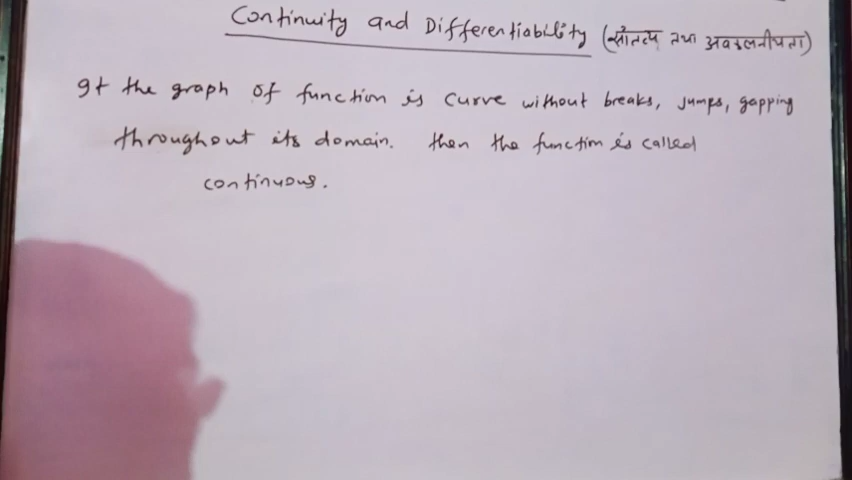 Continuity and Differentiability (सांतत्य तथा अवकलनीयता)
If the graph of function is curve without breaks, jumps, gapping
throughout its domain. then the function is called
continuous.